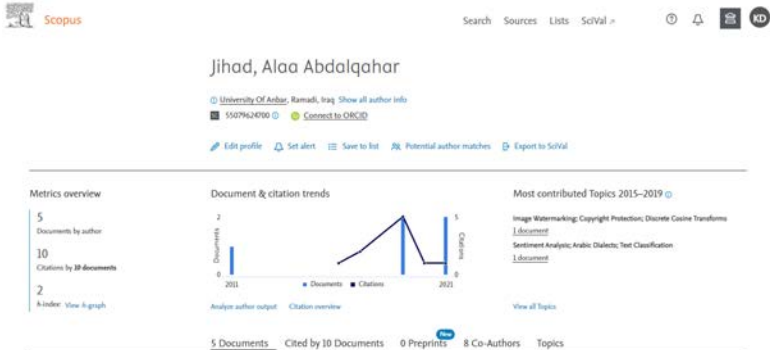 Scopus
Search Sources Lists SciVal ↗
KD
Jihad, Alaa Abdalqahar
University Of Anbar, Ramadi, Iraq Show all author info
55079624700
Connect to ORCID
Edit profile Set alert Save to list Potential author matches Export to SciVal
Metrics overview
5
Documents by author
10
Citations by 10 documents
2
h-index: View h-graph
Document & citation trends
2
0
Documents
5
0
Citations
2011
2021
Documents Citations
Analyze author output Citation overview
Most contributed Topics 2015–2019
Image Watermarking; Copyright Protection; Discrete Cosine Transforms
1 document
Sentiment Analysis; Arabic Dialects; Text Classification
1 document
View all Topics
New
5 Documents Cited by 10 Documents 0 Preprints 8 Co-Authors Topics